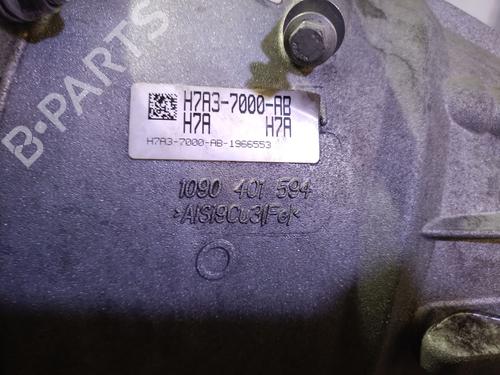 H7A3-7000-AB
H7A H7A
H7A3-7000-AB-1966553
1090 401 594
>AlSi9Cu3(Fe)<
B-PARTS